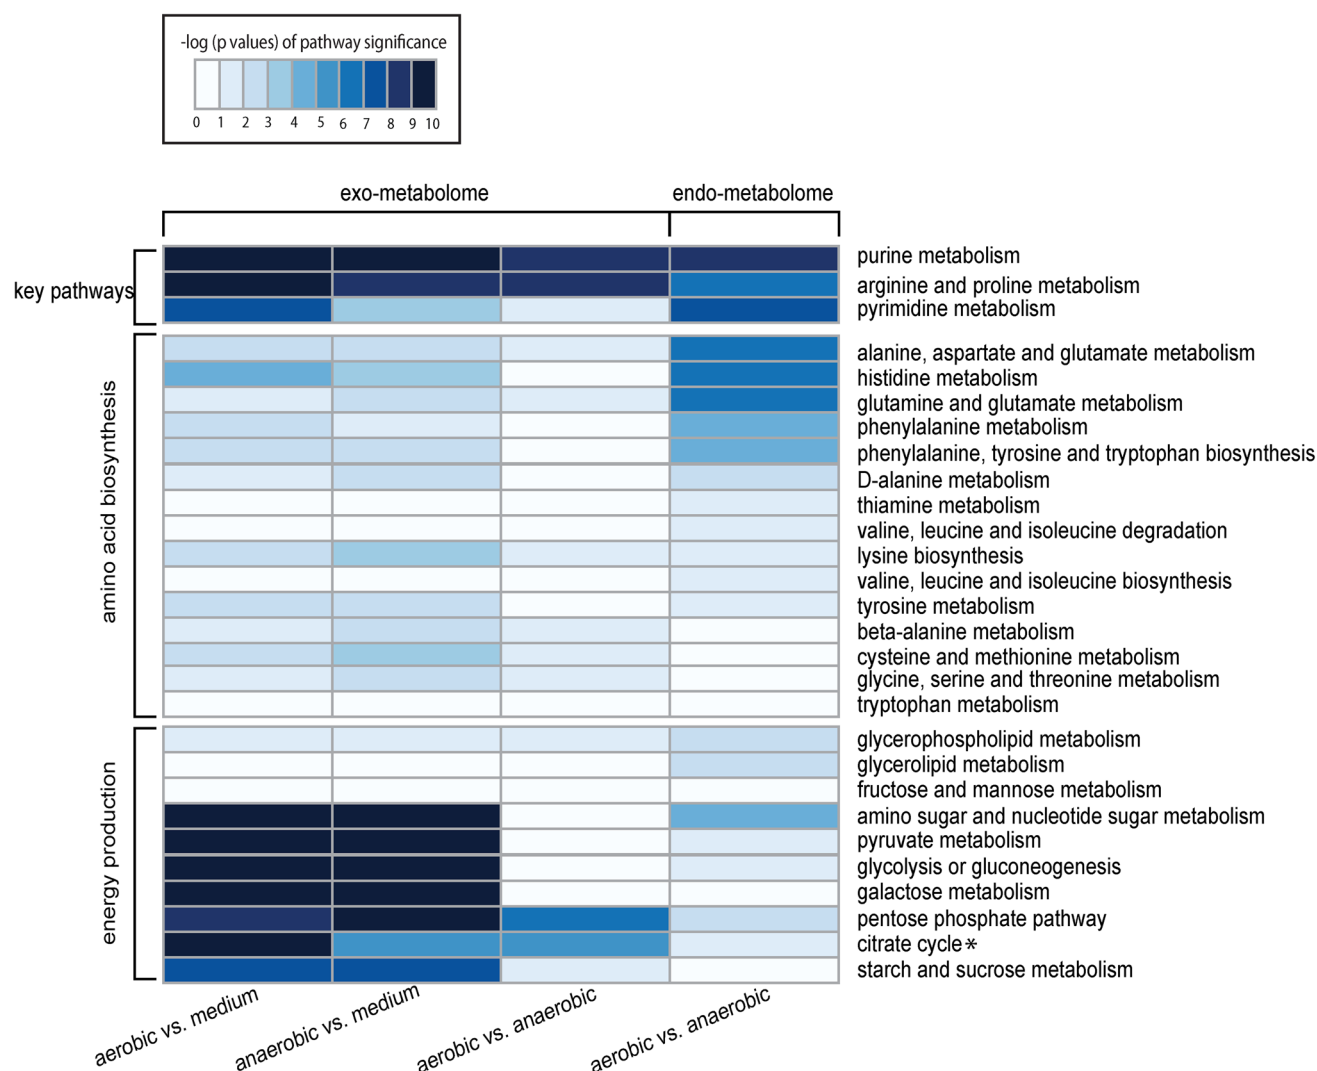 -log (p values) of pathway significance
0 1 2 3 4 5 6 7 8 9 10
exo-metabolome endo-metabolome
key pathways
purine metabolism
arginine and proline metabolism
pyrimidine metabolism
amino acid biosynthesis
alanine, aspartate and glutamate metabolism
histidine metabolism
glutamine and glutamate metabolism
phenylalanine metabolism
phenylalanine, tyrosine and tryptophan biosynthesis
D-alanine metabolism
thiamine metabolism
valine, leucine and isoleucine degradation
lysine biosynthesis
valine, leucine and isoleucine biosynthesis
tyrosine metabolism
beta-alanine metabolism
cysteine and methionine metabolism
glycine, serine and threonine metabolism
tryptophan metabolism
energy production
glycerophospholipid metabolism
glycerolipid metabolism
fructose and mannose metabolism
amino sugar and nucleotide sugar metabolism
pyruvate metabolism
glycolysis or gluconeogenesis
galactose metabolism
pentose phosphate pathway
citrate cycle*
starch and sucrose metabolism
aerobic vs. medium
anaerobic vs. medium
aerobic vs. anaerobic
aerobic vs. anaerobic